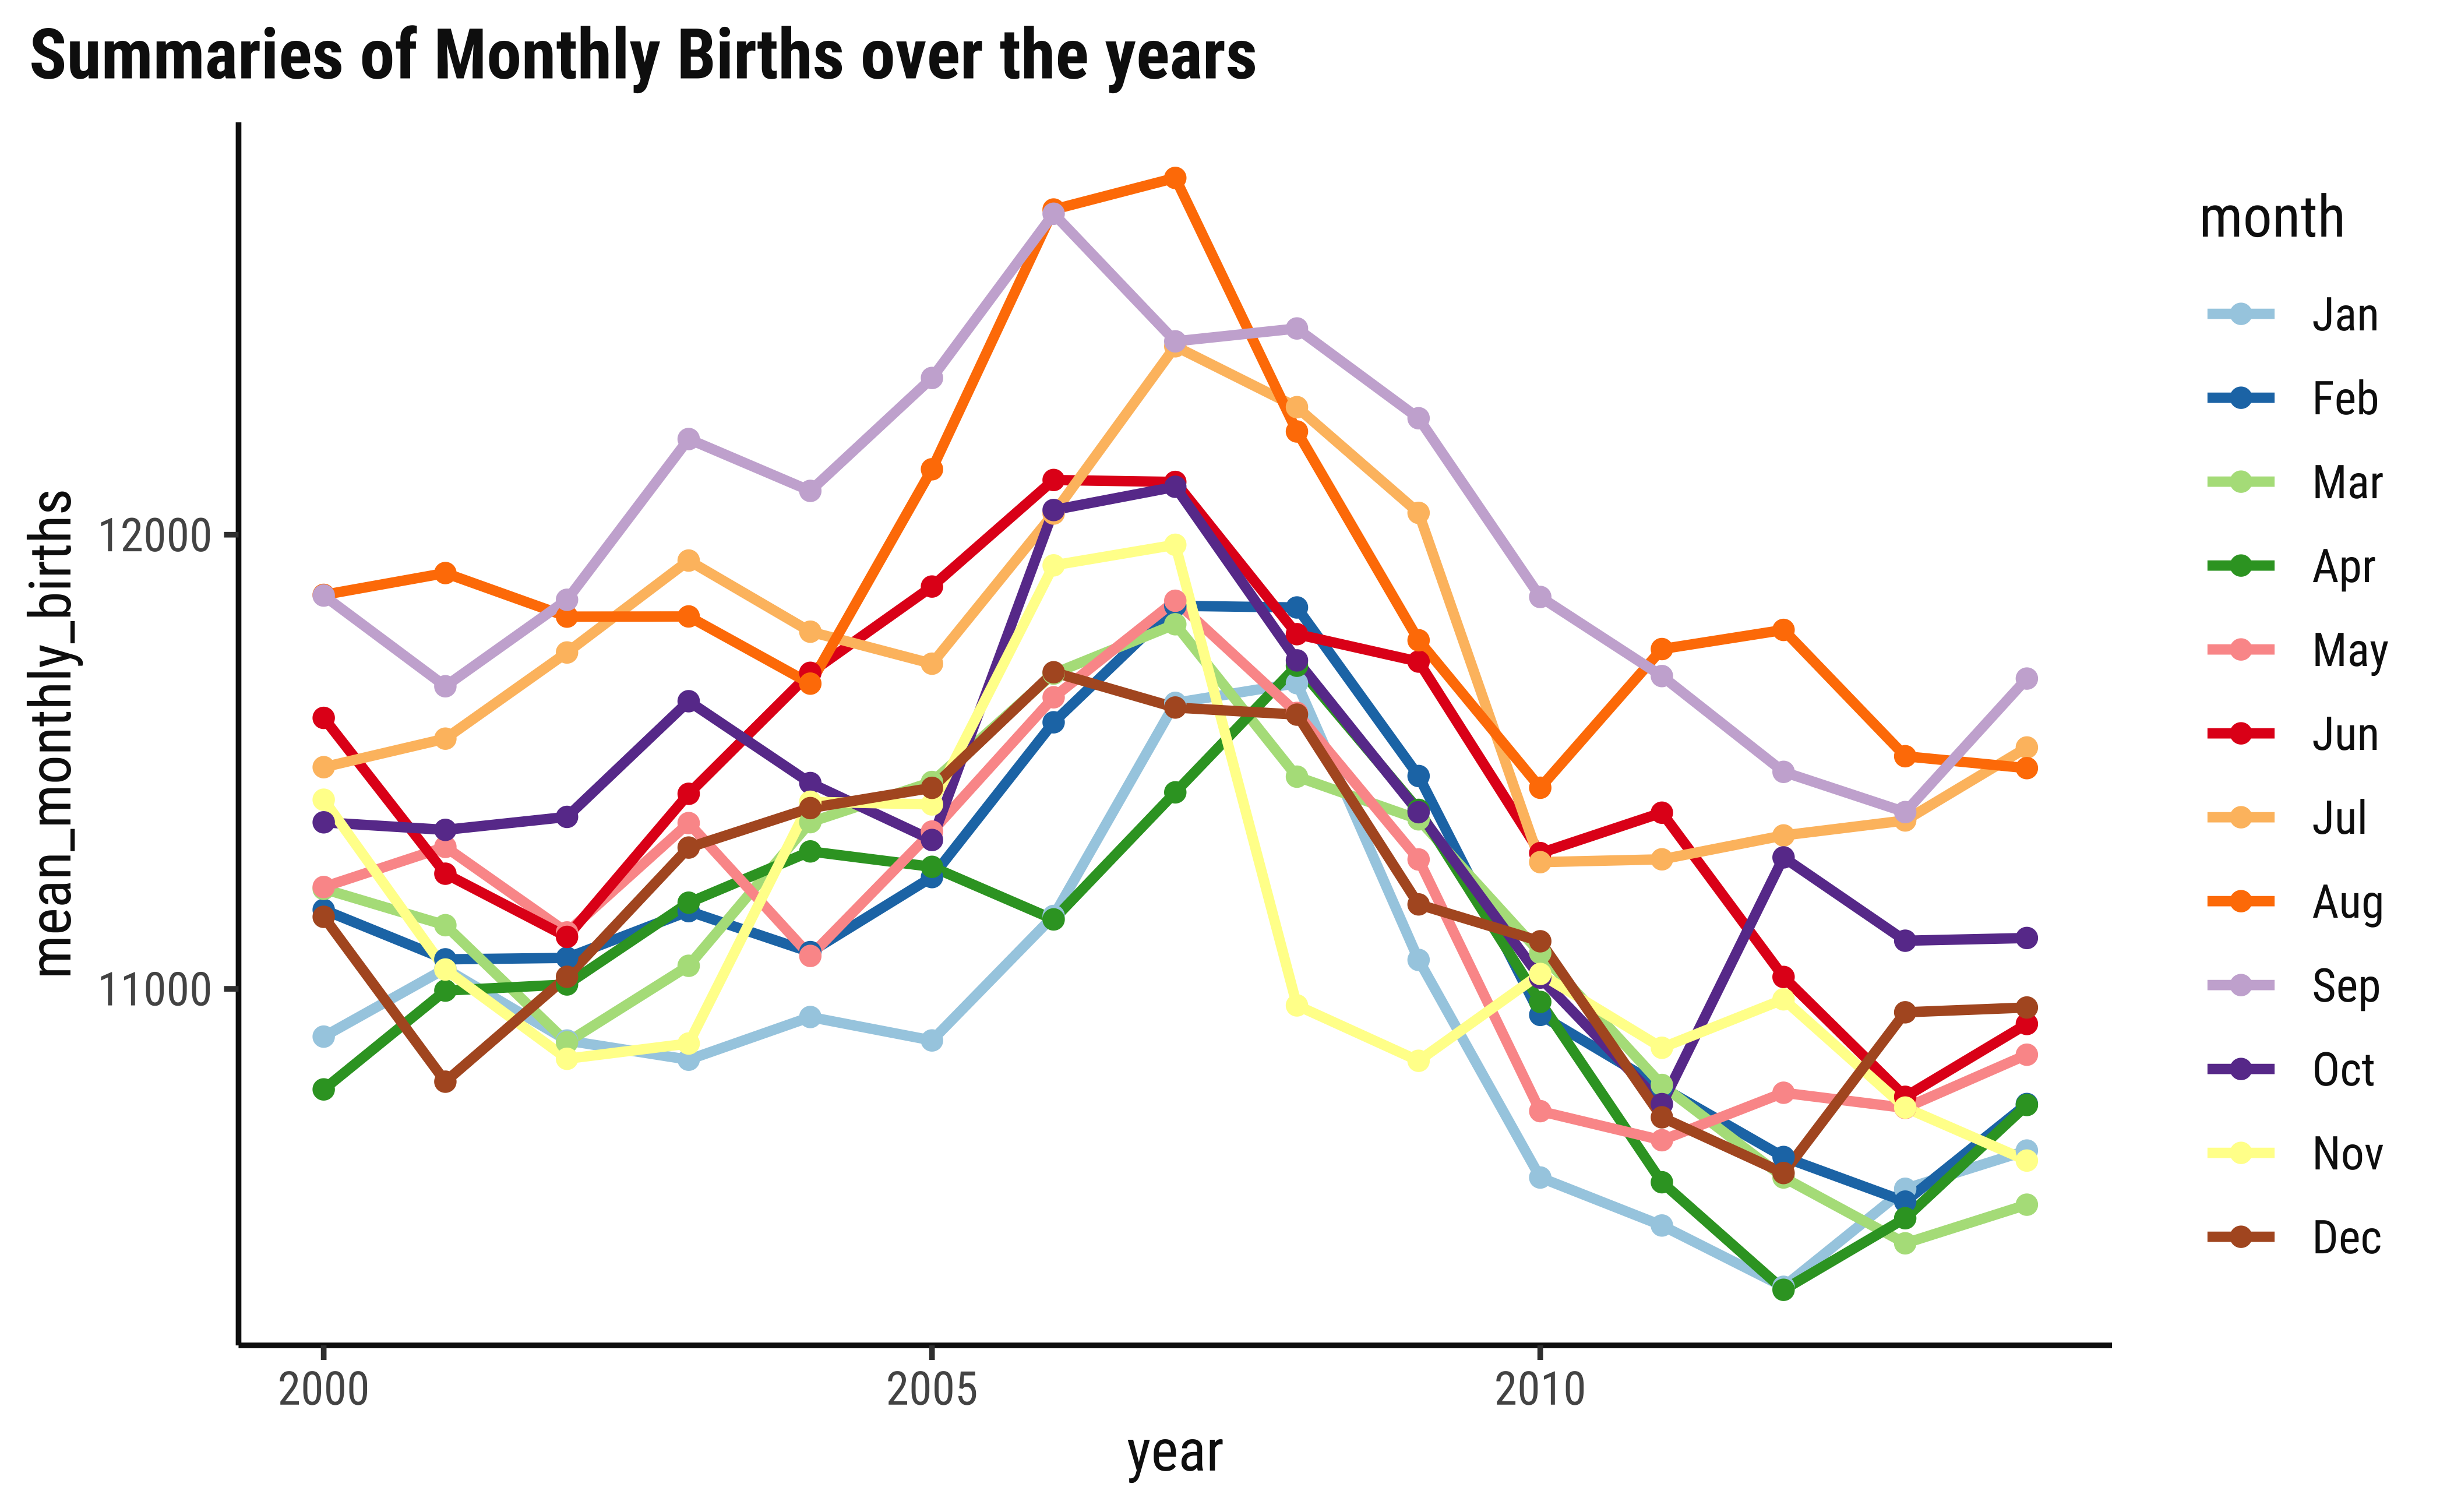 Summaries of Monthly Births over the years
mean_monthly_births
12000
11000
2000
2005
2010
year
month
Jan
Feb
Mar
Apr
May
Jun
Jul
Aug
Sep
Oct
Nov
Dec